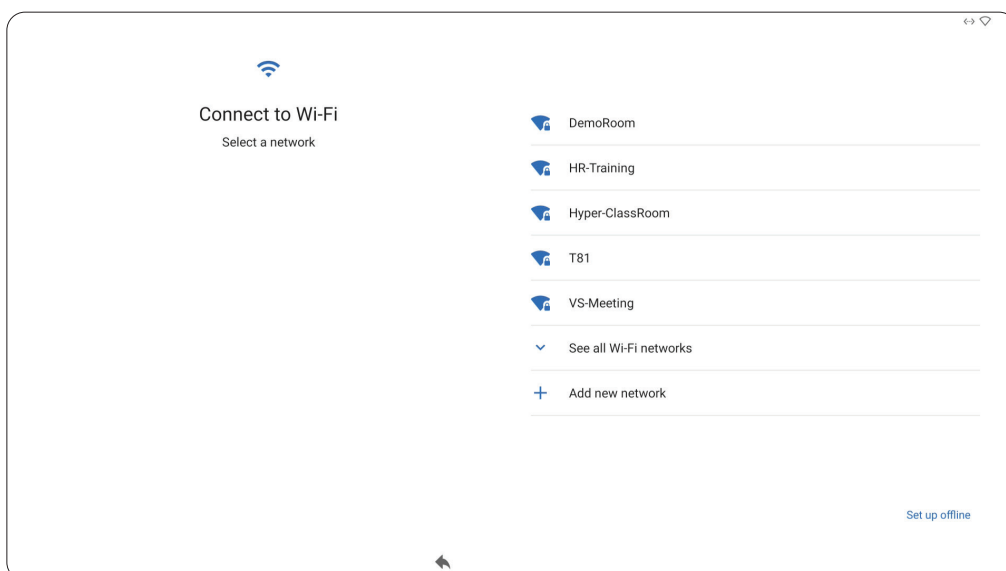 Connect to Wi-Fi
Select a network
DemoRoom
HR-Training
Hyper-ClassRoom
T81
VS-Meeting
See all Wi-Fi networks
Add new network
Set up offline